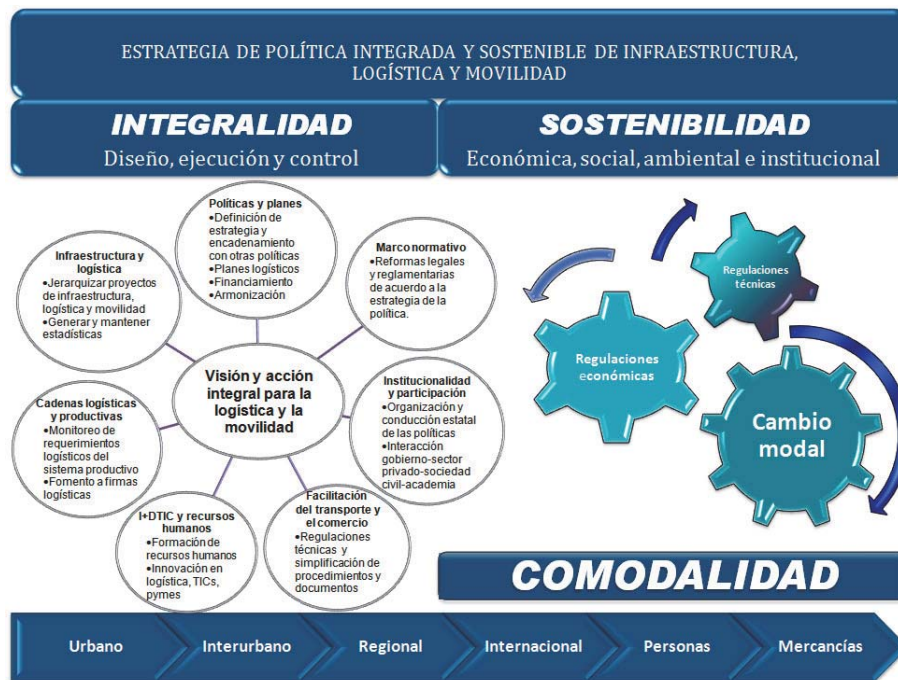 ESTRATEGIA DE POLÍTICA INTEGRADA Y SOSTENIBLE DE INFRAESTRUCTURA,
LOGÍSTICA Y MOVILIDAD
INTEGRALIDAD
Diseño, ejecución y control
SOSTENIBILIDAD
Económica, social, ambiental e institucional
Políticas y planes
•Definición de
estrategia y
encadenamiento
con otras políticas
•Planes logísticos
•Financiamiento
•Armonización
Infraestructura y
logística
•Jerarquizar proyectos
de infraestructura,
logística y movilidad
•Generar y mantener
estadísticas
Marco normativo
•Reformas legales
y reglamentarias
de acuerdo a la
estrategia de la
política.
Visión y acción
integral para la
logística y la
movilidad
Cadenas logísticas
y productivas
•Monitoreo de
requerimientos
logísticos del
sistema productivo
•Fomento a firmas
logísticas
Institucionalidad
y participación
•Organización y
conducción estatal
de las políticas
•Interacción
gobierno-sector
privado-sociedad
civil-academia
I+DTIC y recursos
humanos
•Formación de
recursos humanos
•Innovación en
logística, TICs,
pymes
Facilitación
del transporte y
el comercio
•Regulaciones
técnicas y
simplificación de
procedimientos y
documentos
Regulaciones
técnicas
Regulaciones
económicas
Cambio
modal
COMODALIDAD
Urbano
Interurbano
Regional
Internacional
Personas
Mercancías